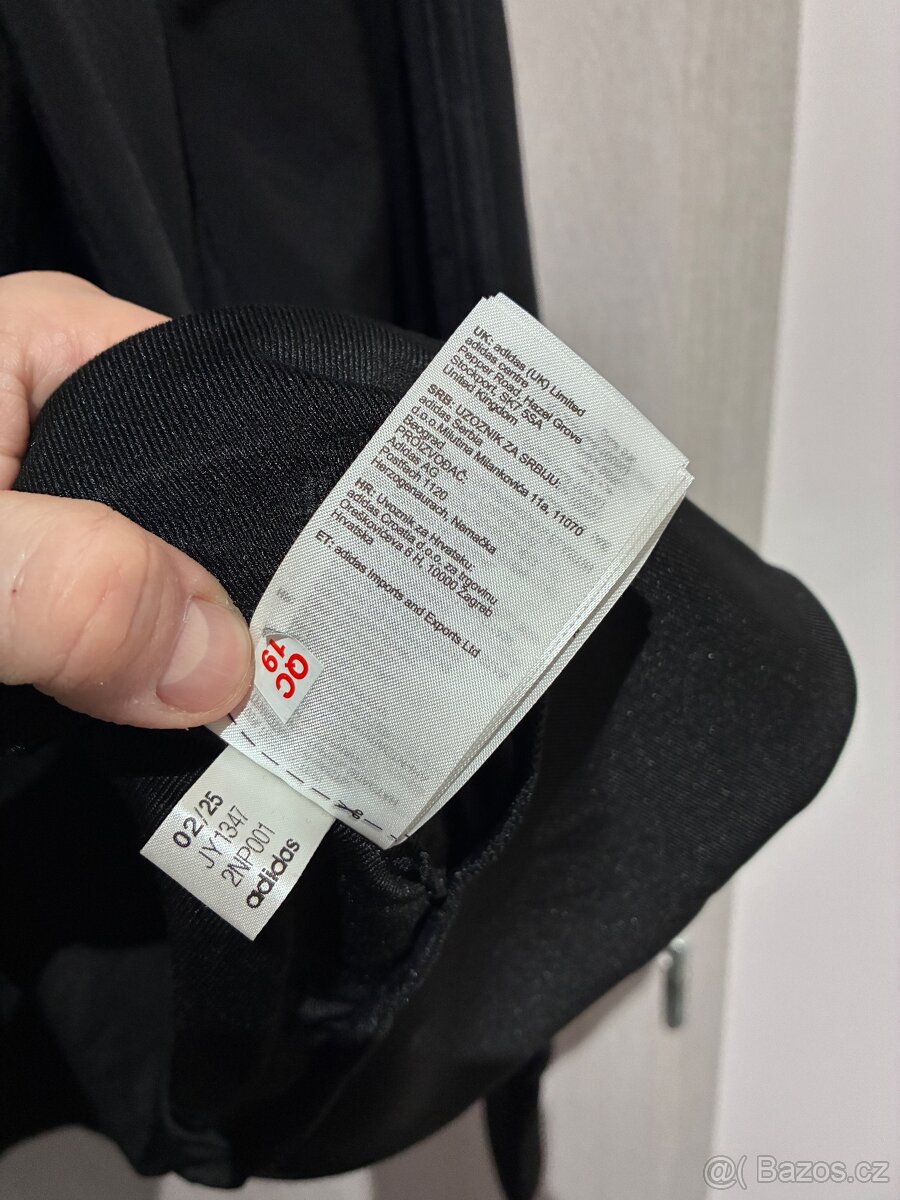 UK: adidas (UK) Limited
adidas centre
Pepper Road, Hazel Grove
Stockport, SK7 5SA
United Kingdom
SRB: UZOZNIK ZA SRBIJU:
adidas Serbia
d.o.o. Milutina Milankovića 11a, 11070
Beograd
PROIZVOĐAČ:
Adidas AG
Postfach 1120
Herzogenaurach, Nemačka
HR: Uvoznik za Hrvatsku:
adidas Croatia d.o.o. za trgovinu
Oreškovićeva 6 H, 10000 Zagreb
Hrvatska
ET: adidas Imports and Exports Ltd
QC
19
02/25
JY1347
2NP001
adidas
@( Bazos.cz